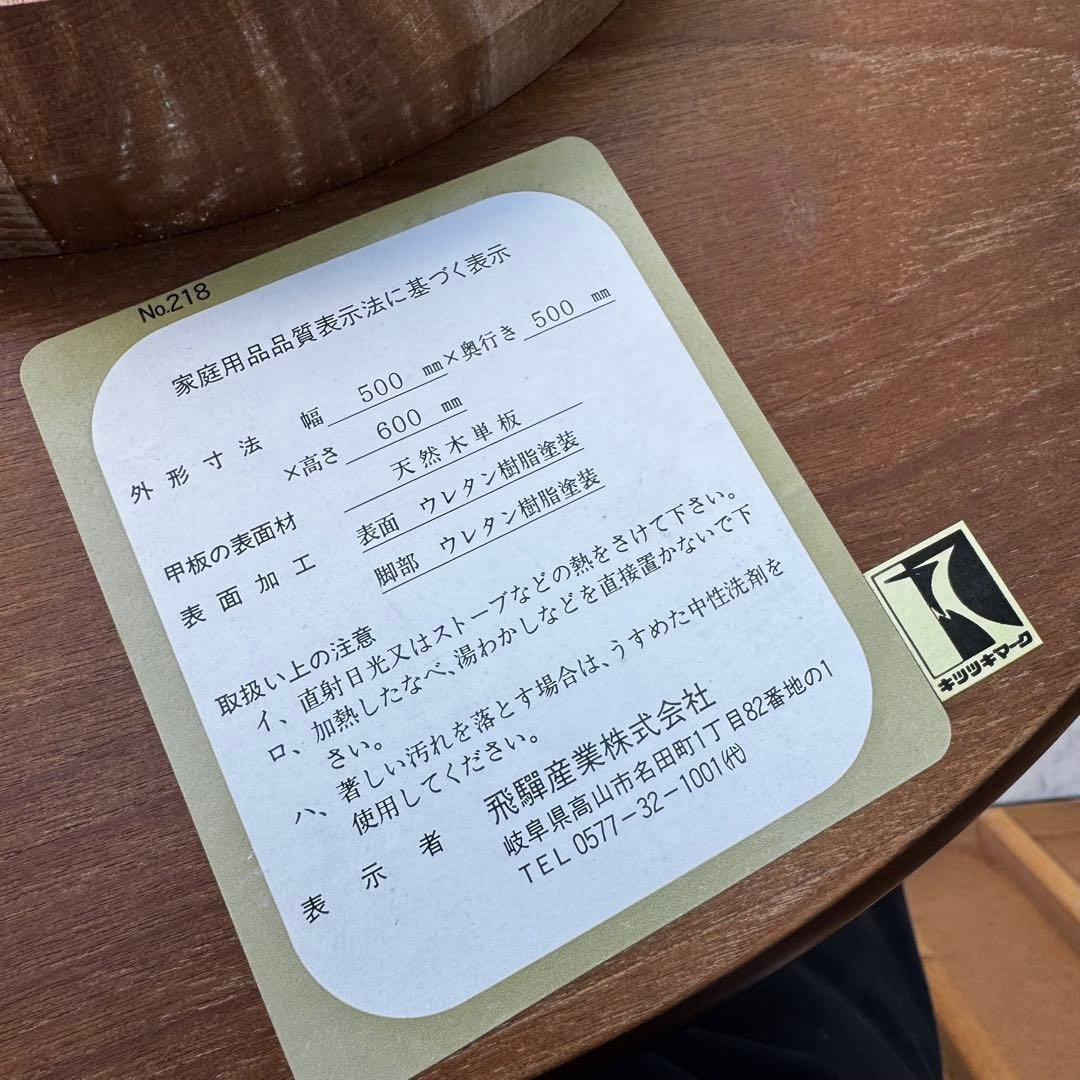 No.218
家庭用品品質表示法に基づく表示
外形寸法 幅 500 mm×奥行き 500 mm
×高さ 600 mm
甲板の表面材 天然木単板
表面加工 表面 ウレタン樹脂塗装
脚部 ウレタン樹脂塗装
取扱い上の注意
イ、直射日光又はストーブなどの熱をさけて下さい。
ロ、加熱したなべ、湯わかしなどを直接置かないで下
さい。
ハ、著しい汚れを落とす場合は、うすめた中性洗剤を
使用してください。
表示者 飛驒産業株式会社
岐阜県高山市名田町1丁目82番地の1
TEL 0577-32-1001(代)
キツツキマーク